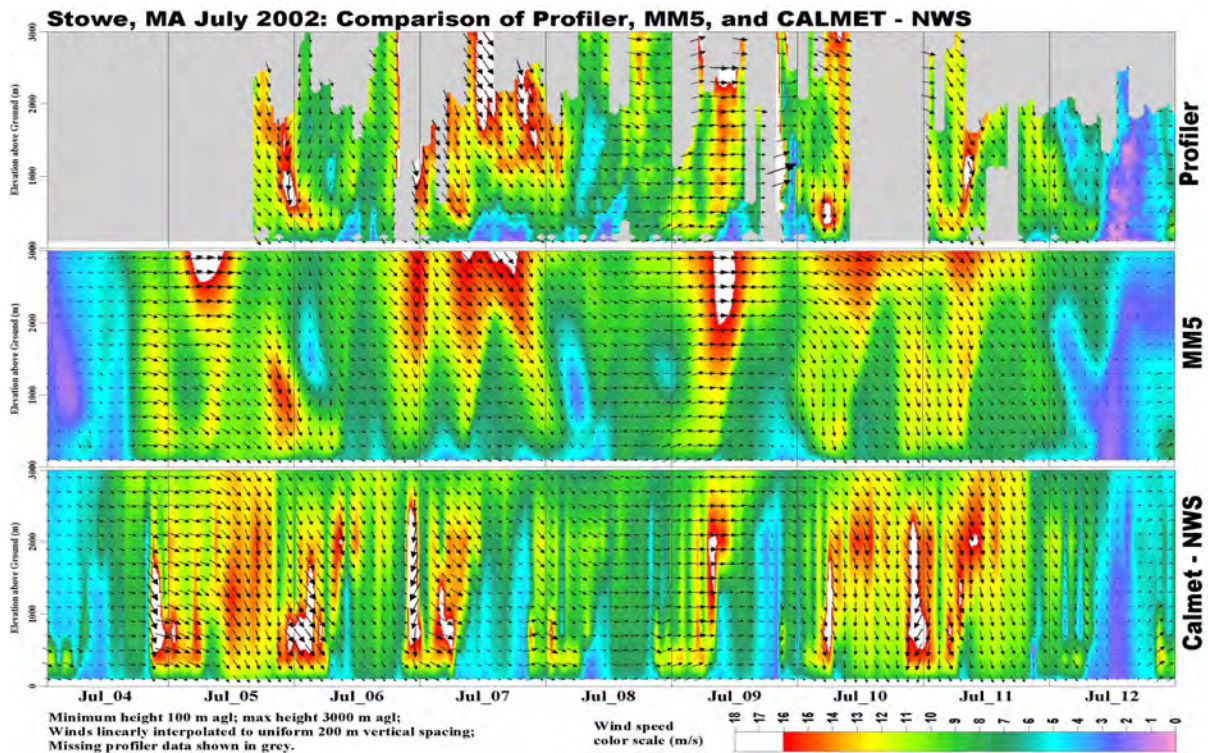 Stowe, MA July 2002: Comparison of Profiler, MM5, and CALMET - NWS
3000
2000
1000
0
Elevation above Ground (m)
Profiler
3000
2000
1000
Elevation above Ground (m)
MM5
3000
2000
1000
0
Elevation above Ground (m)
Calmet - NWS
Jul_04 Jul_05 Jul_06 Jul_07 Jul_08 Jul_09 Jul_10 Jul_11 Jul_12
Minimum height 100 m agl; max height 3000 m agl;
Winds linearly interpolated to uniform 200 m vertical spacing;
Missing profiler data shown in grey.
Wind speed
color scale (m/s)
18 17 16 16 14 13 12 11 10 9 8 7 6 5 4 3 2 1 0